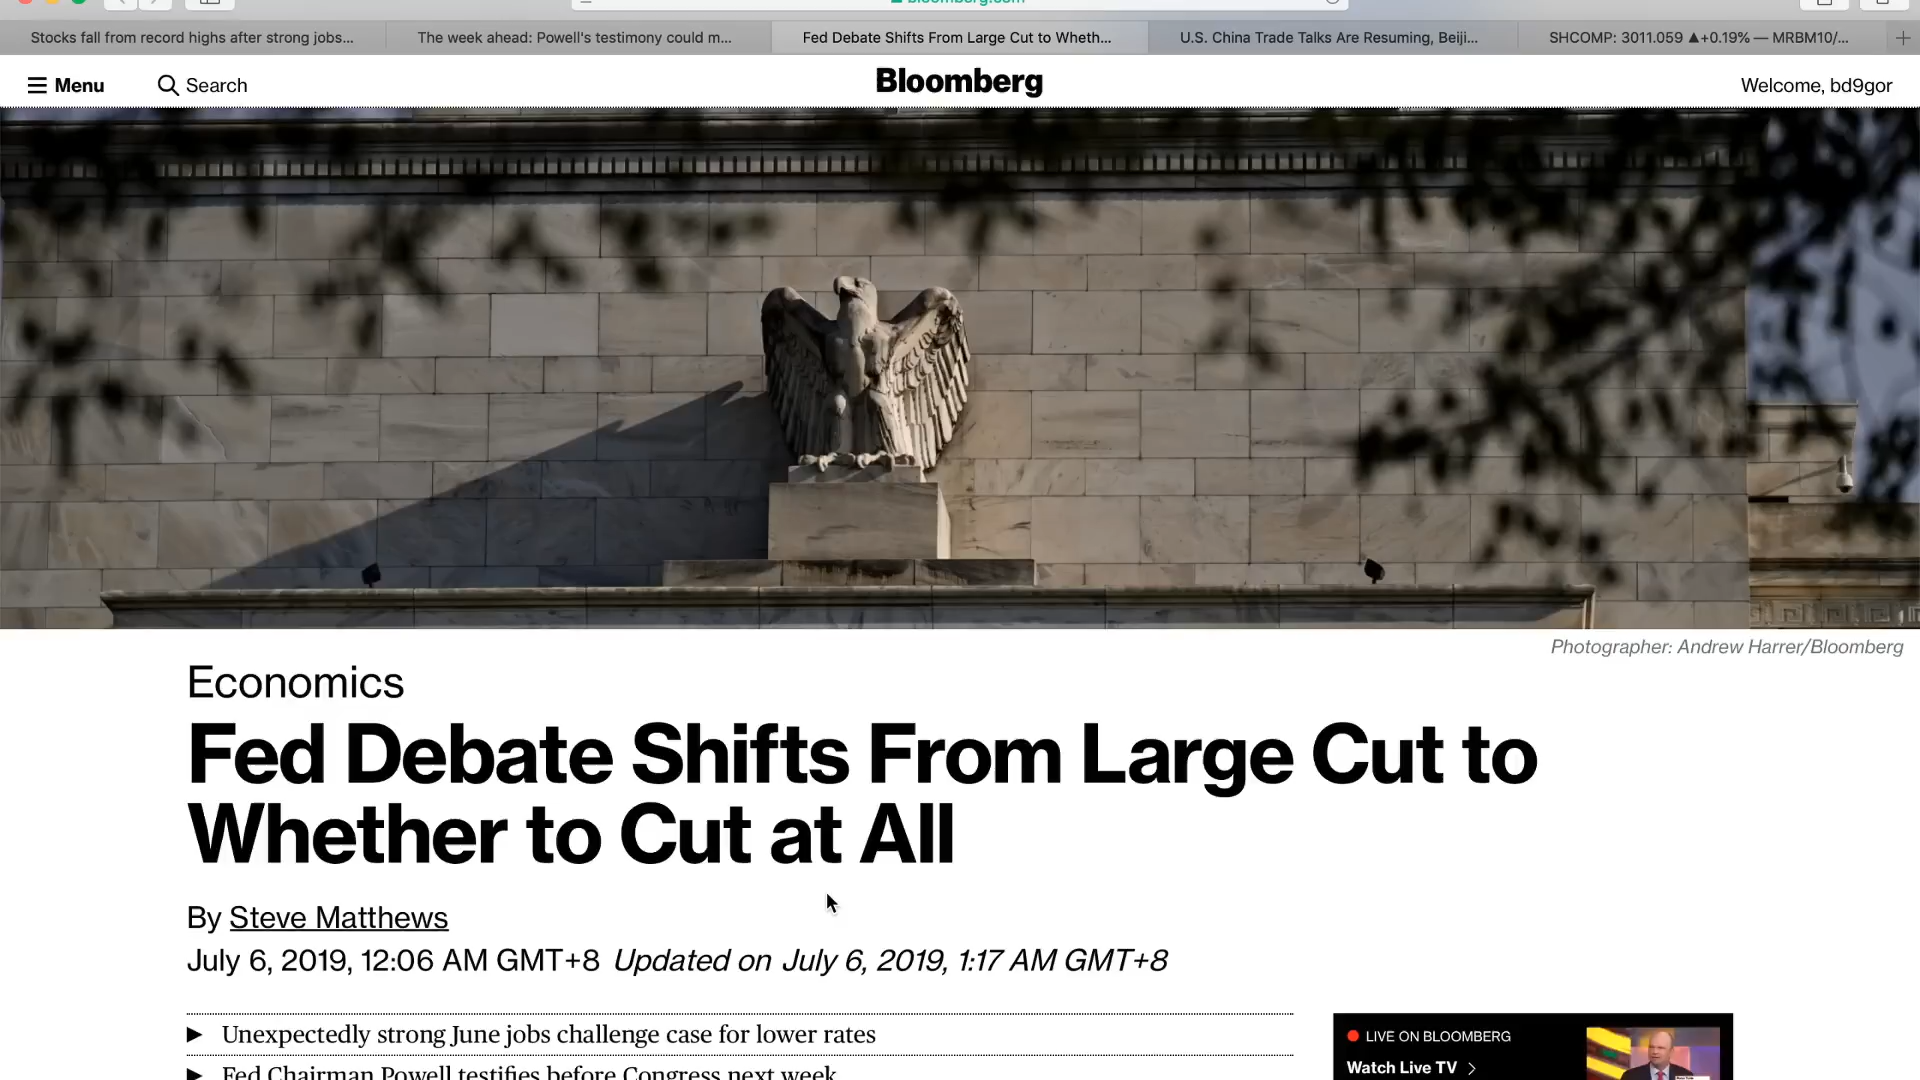 bloomberg.com
Stocks fall from record highs after strong jobs...
The week ahead: Powell's testimony could m...
Fed Debate Shifts From Large Cut to Wheth...
U.S. China Trade Talks Are Resuming, Beiji...
SHCOMP: 3011.059 ▲+0.19% — MRBM10/...
Menu
Search
Bloomberg
Welcome, bd9gor
Photographer: Andrew Harrer/Bloomberg
Economics
Fed Debate Shifts From Large Cut to
Whether to Cut at All
By Steve Matthews
July 6, 2019, 12:06 AM GMT+8 Updated on July 6, 2019, 1:17 AM GMT+8
Unexpectedly strong June jobs challenge case for lower rates
Fed Chairman Powell testifies before Congress next week
LIVE ON BLOOMBERG
Watch Live TV